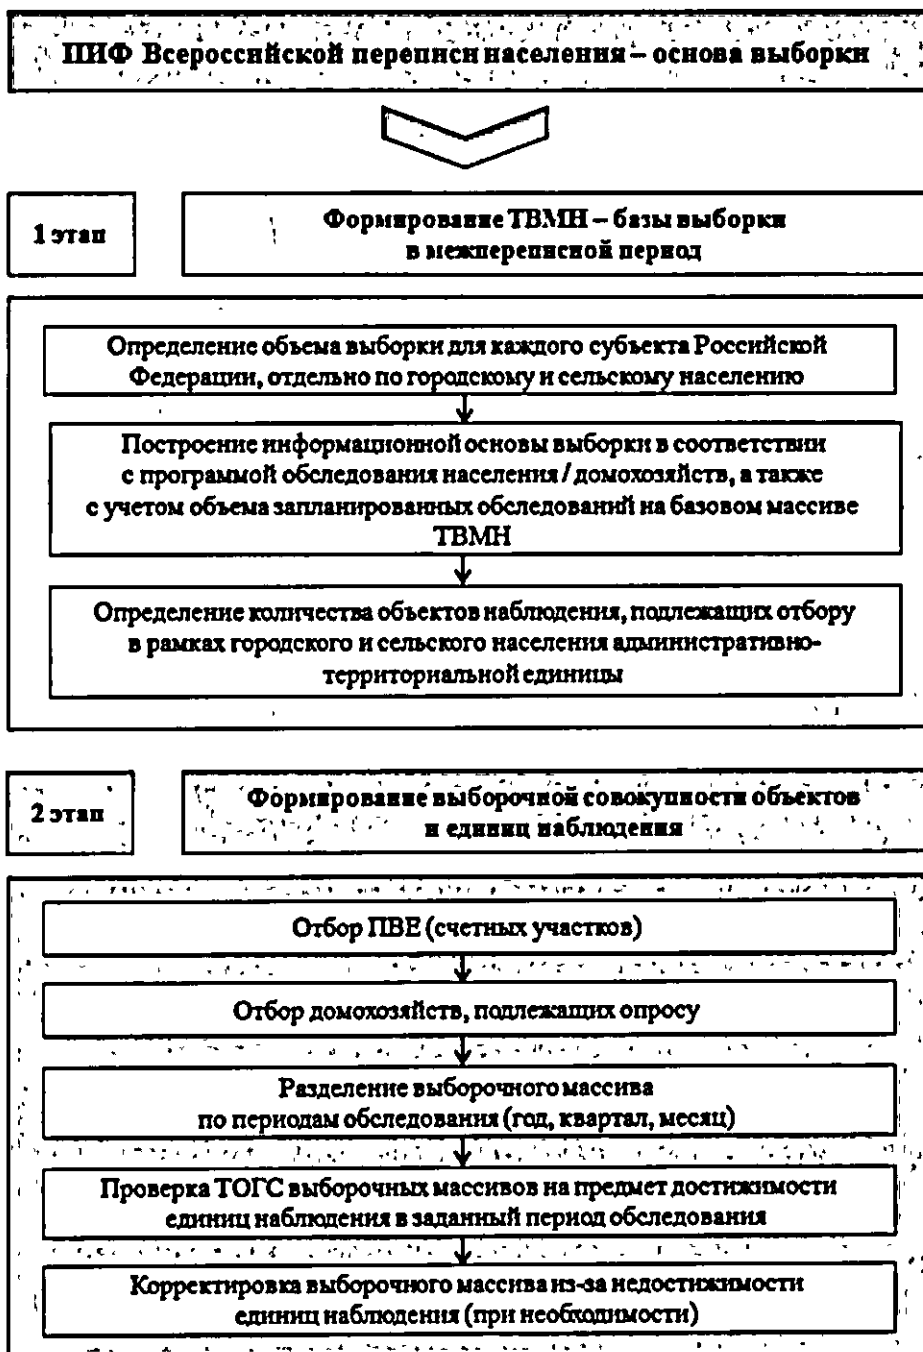 ПИФ Всероссийской переписи населения – основа выборки
1 этап
Формирование ТВМН – базы выборки
в межпереписной период
Определение объема выборки для каждого субъекта Российской
Федерации, отдельно по городскому и сельскому населению
Построение информационной основы выборки в соответствии
с программой обследования населения / домохозяйств, а также
с учетом объема запланированных обследований на базовом массиве
ТВМН
Определение количества объектов наблюдения, подлежащих отбору
в рамках городского и сельского населения административно-
территориальной единицы
2 этап
Формирование выборочной совокупности объектов
и единиц наблюдения
Отбор ПВЕ (счетных участков)
Отбор домохозяйств, подлежащих опросу
Разделение выборочного массива
по периодам обследования (год, квартал, месяц)
Проверка ТОГС выборочных массивов на предмет достижимости
единиц наблюдения в заданный период обследования
Корректировка выборочного массива из-за недостижимости
единиц наблюдения (при необходимости)